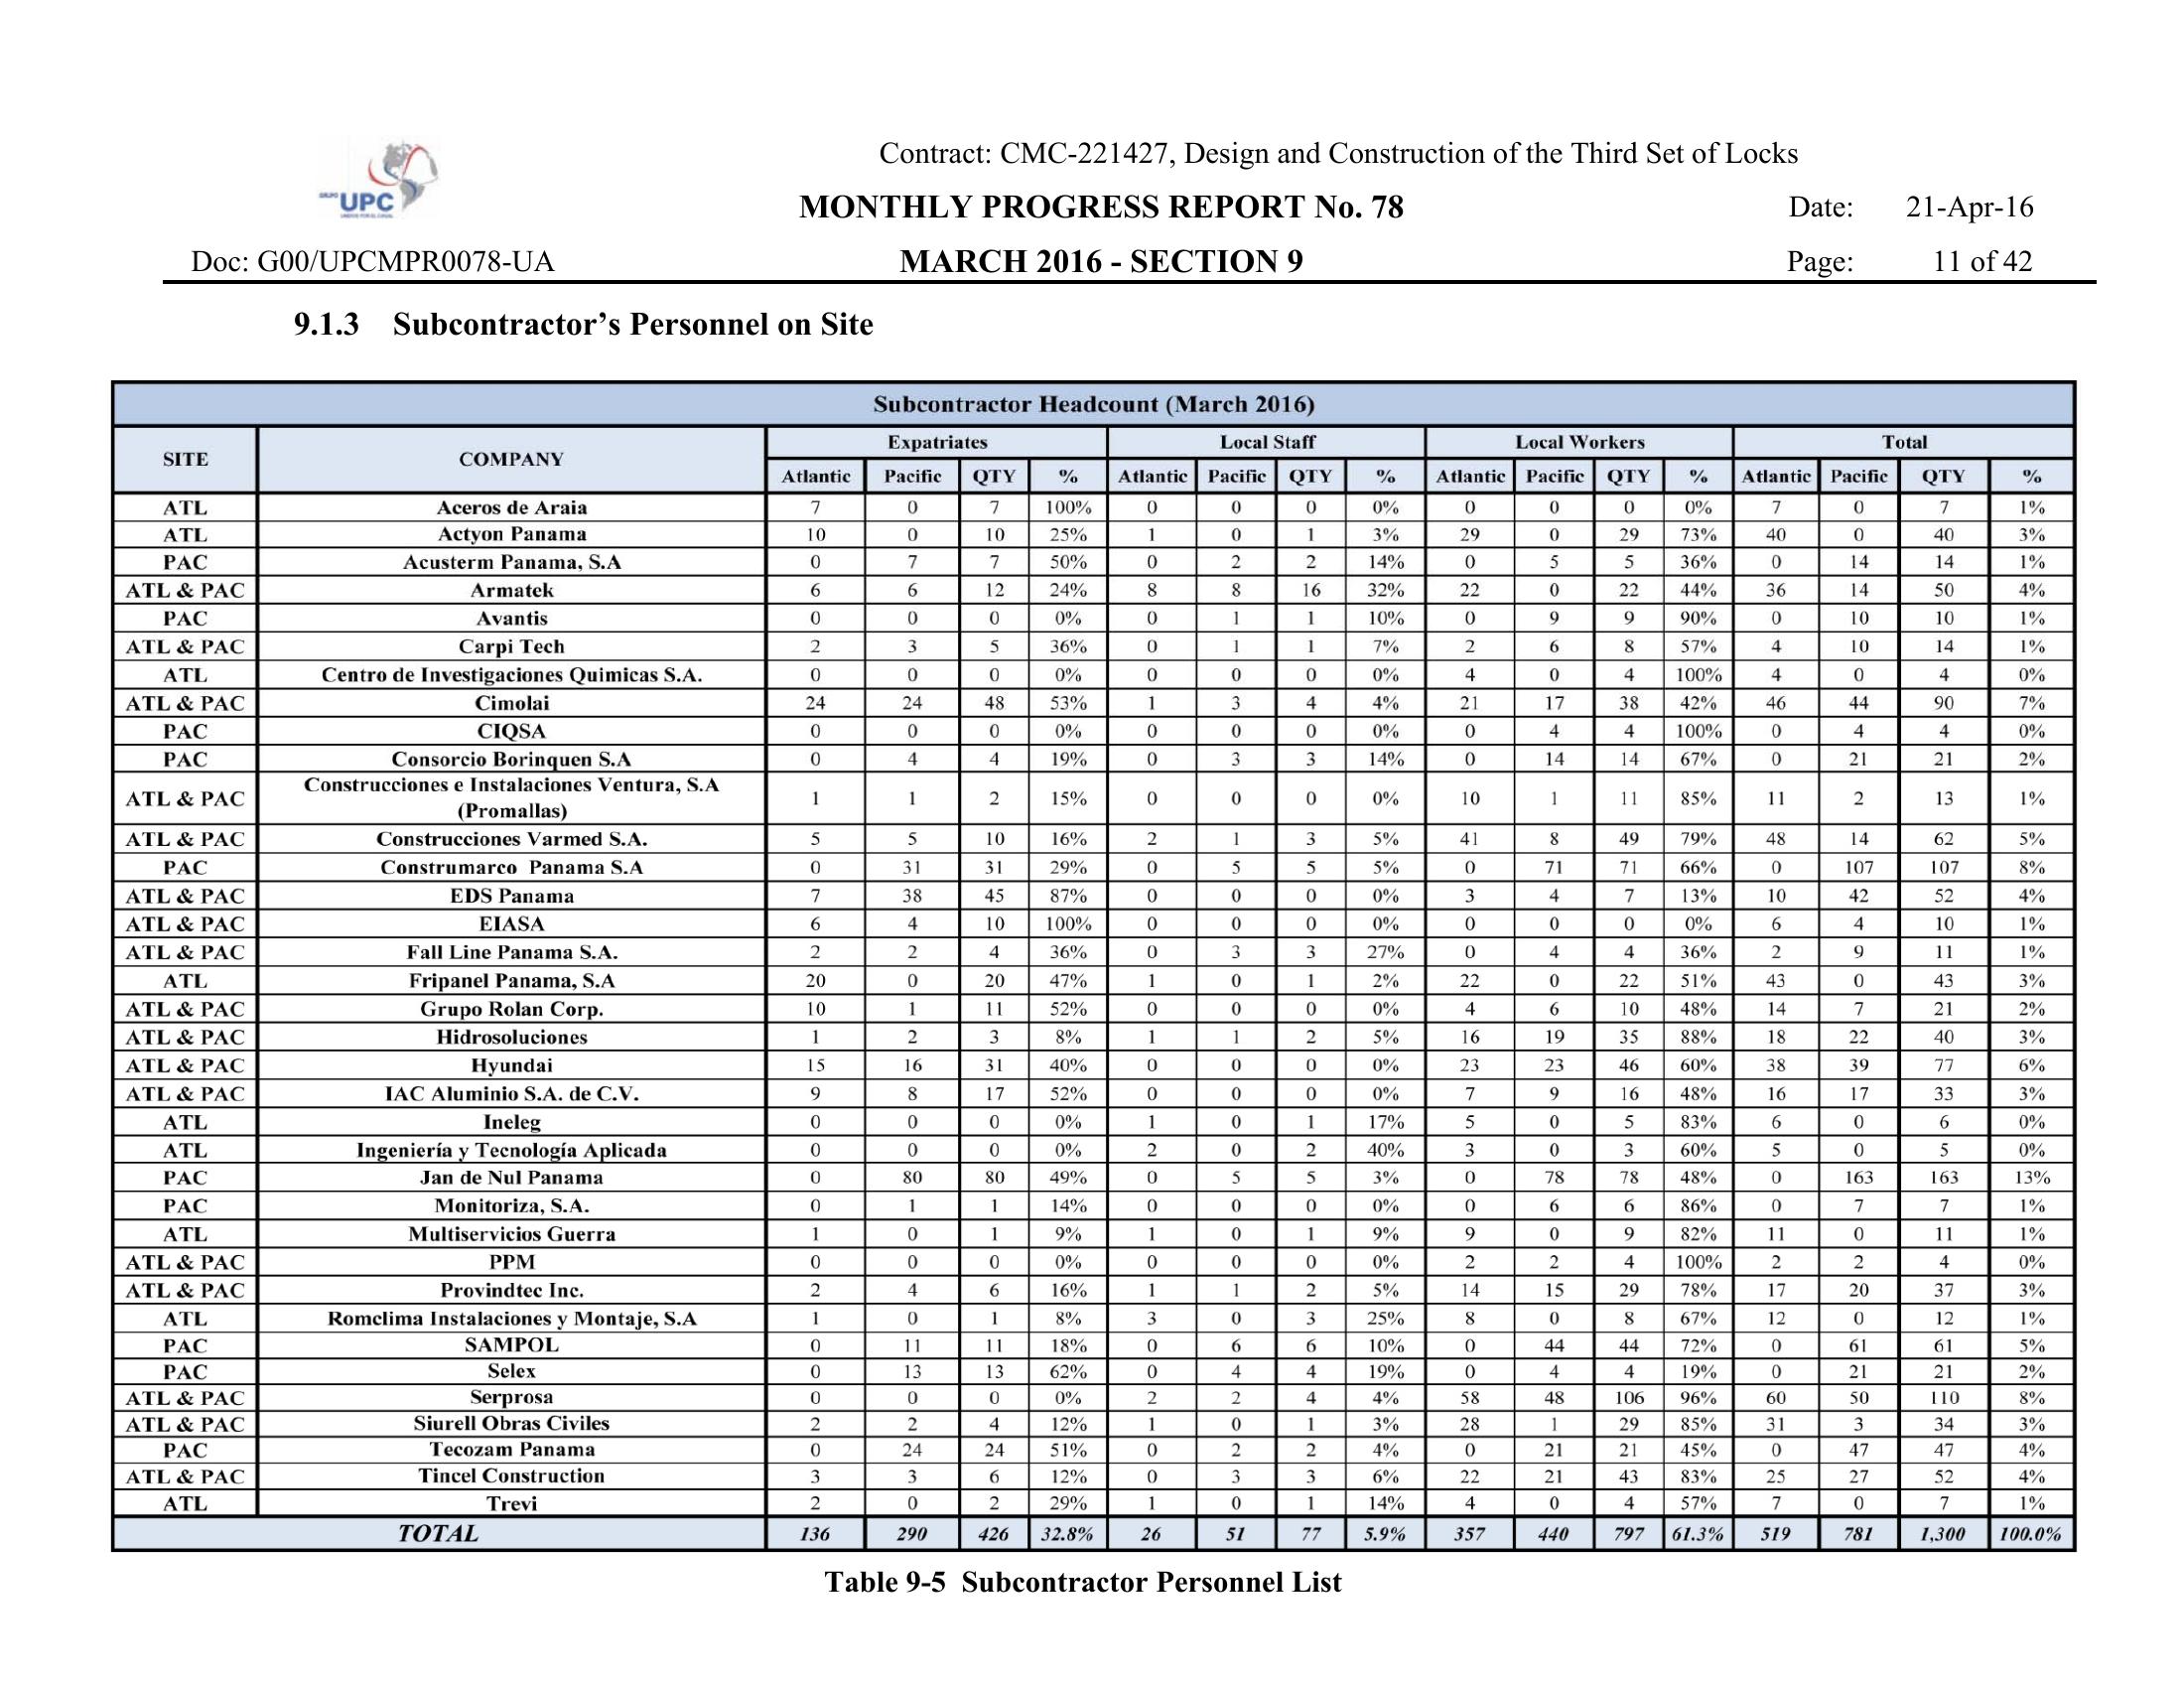 Contract: CMC-221427, Design and Construction of the Third Set of Locks
UPC
MONTHLY PROGRESS REPORT No. 78 Date: 21-Apr-16
Doc: G00/UPCMPR0078-UA MARCH 2016 - SECTION 9 Page: 11 of 42
9.1.3 Subcontractor’s Personnel on Site
Subcontractor Headcount (March 2016)
SITE COMPANY Expatriates Local Staff Local Workers Total
Atlantic Pacific QTY % Atlantic Pacific QTY % Atlantic Pacific QTY % Atlantic Pacific QTY %
ATL Aceros de Araia 7 0 7 100% 0 0 0 0% 0 0 0 0% 7 0 7 1%
ATL Actyon Panama 10 0 10 25% 1 0 1 3% 29 0 29 73% 40 0 40 3%
PAC Acusterm Panama, S.A 0 7 7 50% 0 2 2 14% 0 5 5 36% 0 14 14 1%
ATL & PAC Armatek 6 6 12 24% 8 8 16 32% 22 0 22 44% 36 14 50 4%
PAC Avantis 0 0 0 0% 0 1 1 10% 0 9 9 90% 0 10 10 1%
ATL & PAC Carpi Tech 2 3 5 36% 0 1 1 7% 2 6 8 57% 4 10 14 1%
ATL Centro de Investigaciones Quimicas S.A. 0 0 0 0% 0 0 0 0% 4 0 4 100% 4 0 4 0%
ATL & PAC Cimolai 24 24 48 53% 1 3 4 4% 21 17 38 42% 46 44 90 7%
PAC CIQSA 0 0 0 0% 0 0 0 0% 0 4 4 100% 0 4 4 0%
PAC Consorcio Borinquen S.A 0 4 4 19% 0 3 3 14% 0 14 14 67% 0 21 21 2%
ATL & PAC Construcciones e Instalaciones Ventura, S.A
(Promallas) 1 1 2 15% 0 0 0 0% 10 1 11 85% 11 2 13 1%
ATL & PAC Construcciones Varmed S.A. 5 5 10 16% 2 1 3 5% 41 8 49 79% 48 14 62 5%
PAC Construmarco Panama S.A 0 31 31 29% 0 5 5 5% 0 71 71 66% 0 107 107 8%
ATL & PAC EDS Panama 7 38 45 87% 0 0 0 0% 3 4 7 13% 10 42 52 4%
ATL & PAC EIASA 6 4 10 100% 0 0 0 0% 0 0 0 0% 6 4 10 1%
ATL & PAC Fall Line Panama S.A. 2 2 4 36% 0 3 3 27% 0 4 4 36% 2 9 11 1%
ATL Fripanel Panama, S.A 20 0 20 47% 1 0 1 2% 22 0 22 51% 43 0 43 3%
ATL & PAC Grupo Rolan Corp. 10 1 11 52% 0 0 0 0% 4 6 10 48% 14 7 21 2%
ATL & PAC Hidrosoluciones 1 2 3 8% 1 1 2 5% 16 19 35 88% 18 22 40 3%
ATL & PAC Hyundai 15 16 31 40% 0 0 0 0% 23 23 46 60% 38 39 77 6%
ATL & PAC IAC Aluminio S.A. de C.V. 9 8 17 52% 0 0 0 0% 7 9 16 48% 16 17 33 3%
ATL Ineleg 0 0 0 0% 1 0 1 17% 5 0 5 83% 6 0 6 0%
ATL Ingeniería y Tecnología Aplicada 0 0 0 0% 2 0 2 40% 3 0 3 60% 5 0 5 0%
PAC Jan de Nul Panama 0 80 80 49% 0 5 5 3% 0 78 78 48% 0 163 163 13%
PAC Monitoriza, S.A. 0 1 1 14% 0 0 0 0% 0 6 6 86% 0 7 7 1%
ATL Multiservicios Guerra 1 0 1 9% 1 0 1 9% 9 0 9 82% 11 0 11 1%
ATL & PAC PPM 0 0 0 0% 0 0 0 0% 2 2 4 100% 2 2 4 0%
ATL & PAC Provindtec Inc. 2 4 6 16% 1 1 2 5% 14 15 29 78% 17 20 37 3%
ATL Romclima Instalaciones y Montaje, S.A 1 0 1 8% 3 0 3 25% 8 0 8 67% 12 0 12 1%
PAC SAMPOL 0 11 11 18% 0 6 6 10% 0 44 44 72% 0 61 61 5%
PAC Selex 0 13 13 62% 0 4 4 19% 0 4 4 19% 0 21 21 2%
ATL & PAC Serprosa 0 0 0 0% 2 2 4 4% 58 48 106 96% 60 50 110 8%
ATL & PAC Siurell Obras Civiles 2 2 4 12% 1 0 1 3% 28 1 29 85% 31 3 34 3%
PAC Tecozam Panama 0 24 24 51% 0 2 2 4% 0 21 21 45% 0 47 47 4%
ATL & PAC Tincel Construction 3 3 6 12% 0 3 3 6% 22 21 43 83% 25 27 52 4%
ATL Trevi 2 0 2 29% 1 0 1 14% 4 0 4 57% 7 0 7 1%
TOTAL 136 290 426 32.8% 26 51 77 5.9% 357 440 797 61.3% 519 781 1,300 100.0%
Table 9-5 Subcontractor Personnel List